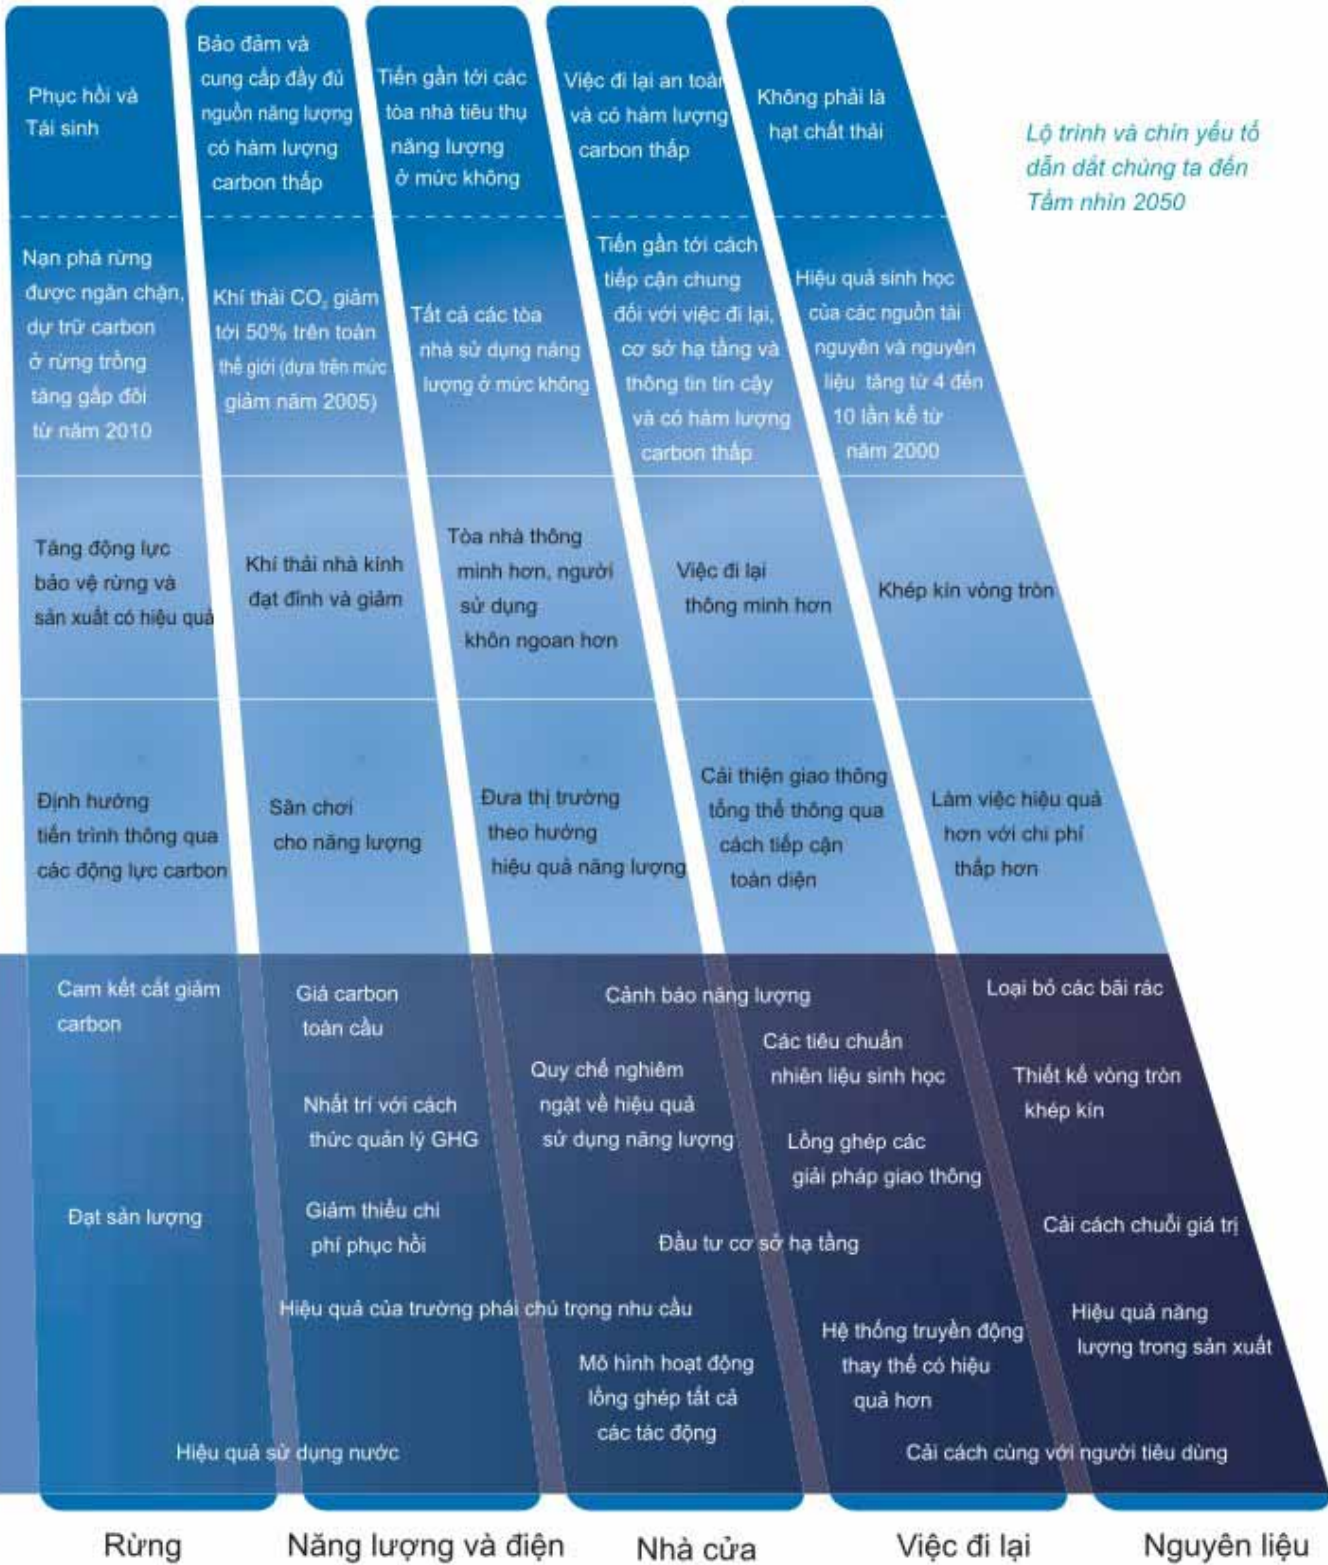 Phục hồi và
Tái sinh
Bảo đảm và
cung cấp đầy đủ
nguồn năng lượng
có hàm lượng
carbon thấp
Tiến gần tới các
tòa nhà tiêu thụ
năng lượng
ở mức không
Việc đi lại an toàn
và có hàm lượng
carbon thấp
Không phải là
hạt chất thải
Lộ trình và chín yếu tố
dẫn dắt chúng ta đến
Tầm nhìn 2050
Nạn phá rừng
được ngăn chặn,
dự trữ carbon
ở rừng trồng
tăng gấp đôi
từ năm 2010
Khí thải CO₂ giảm
tới 50% trên toàn
thế giới (dựa trên mức
giảm năm 2005)
Tất cả các tòa
nhà sử dụng năng
lượng ở mức không
Tiến gần tới cách
tiếp cận chung
đối với việc đi lại,
cơ sở hạ tầng và
thông tin tin cậy
và có hàm lượng
carbon thấp
Hiệu quả sinh học
của các nguồn tài
nguyên và nguyên
liệu tăng từ 4 đến
10 lần kể từ
năm 2000
Tăng động lực
bảo vệ rừng và
sản xuất có hiệu quả
Khí thải nhà kính
đạt đỉnh và giảm
Tòa nhà thông
minh hơn, người
sử dụng
khôn ngoan hơn
Việc đi lại
thông minh hơn
Khép kín vòng tròn
Định hướng
tiến trình thông qua
các động lực carbon
Sân chơi
cho năng lượng
Đưa thị trường
theo hướng
hiệu quả năng lượng
Cải thiện giao thông
tổng thể thông qua
cách tiếp cận
toàn diện
Làm việc hiệu quả
hơn với chi phí
thấp hơn
Cam kết cắt giảm
carbon
Giá carbon
toàn cầu
Cảnh báo năng lượng
Loại bỏ các bãi rác
Các tiêu chuẩn
nhiên liệu sinh học
Quy chế nghiêm
ngặt về hiệu quả
sử dụng năng lượng
Thiết kế vòng tròn
khép kín
Nhất trí với cách
thức quản lý GHG
Lồng ghép các
giải pháp giao thông
Đạt sản lượng
Giảm thiểu chi
phí phục hồi
Đầu tư cơ sở hạ tầng
Cải cách chuỗi giá trị
Hiệu quả của trường phái chú trọng nhu cầu
Hệ thống truyền động
thay thế có hiệu
quả hơn
Hiệu quả năng
lượng trong sản xuất
Mô hình hoạt động
lồng ghép tất cả
các tác động
Hiệu quả sử dụng nước
Cải cách cùng với người tiêu dùng
Rừng
Năng lượng và điện
Nhà cửa
Việc đi lại
Nguyên liệu